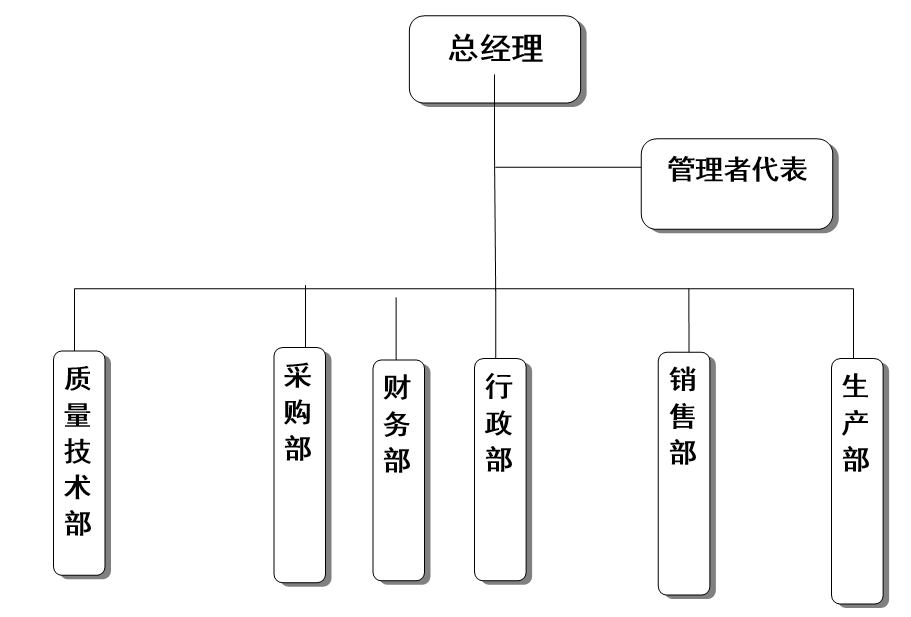 总经理
管理者代表
质量技术部
采购部
财务部
行政部
销售部
生产部